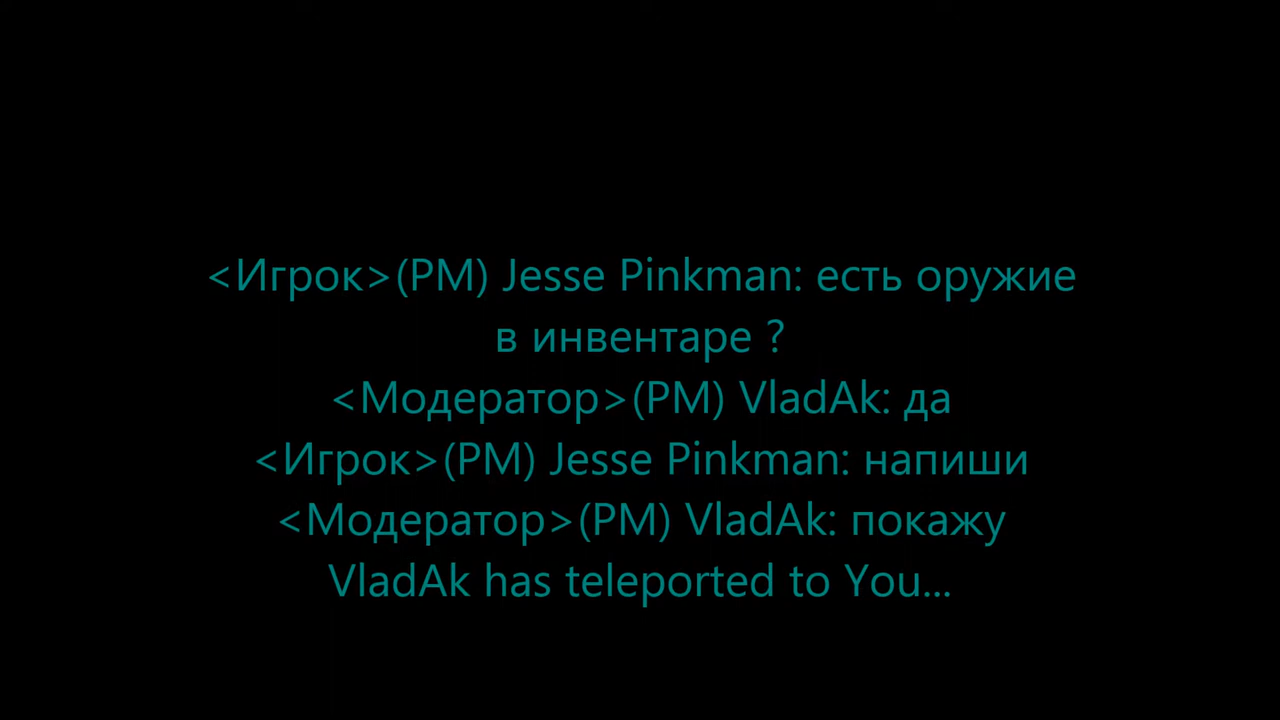 <Игрок>(PM) Jesse Pinkman: есть оружие
в инвентаре ?
<Модератор>(PM) VladAk: да
<Игрок>(PM) Jesse Pinkman: напиши
<Модератор>(PM) VladAk: покажу
VladAk has teleported to You...